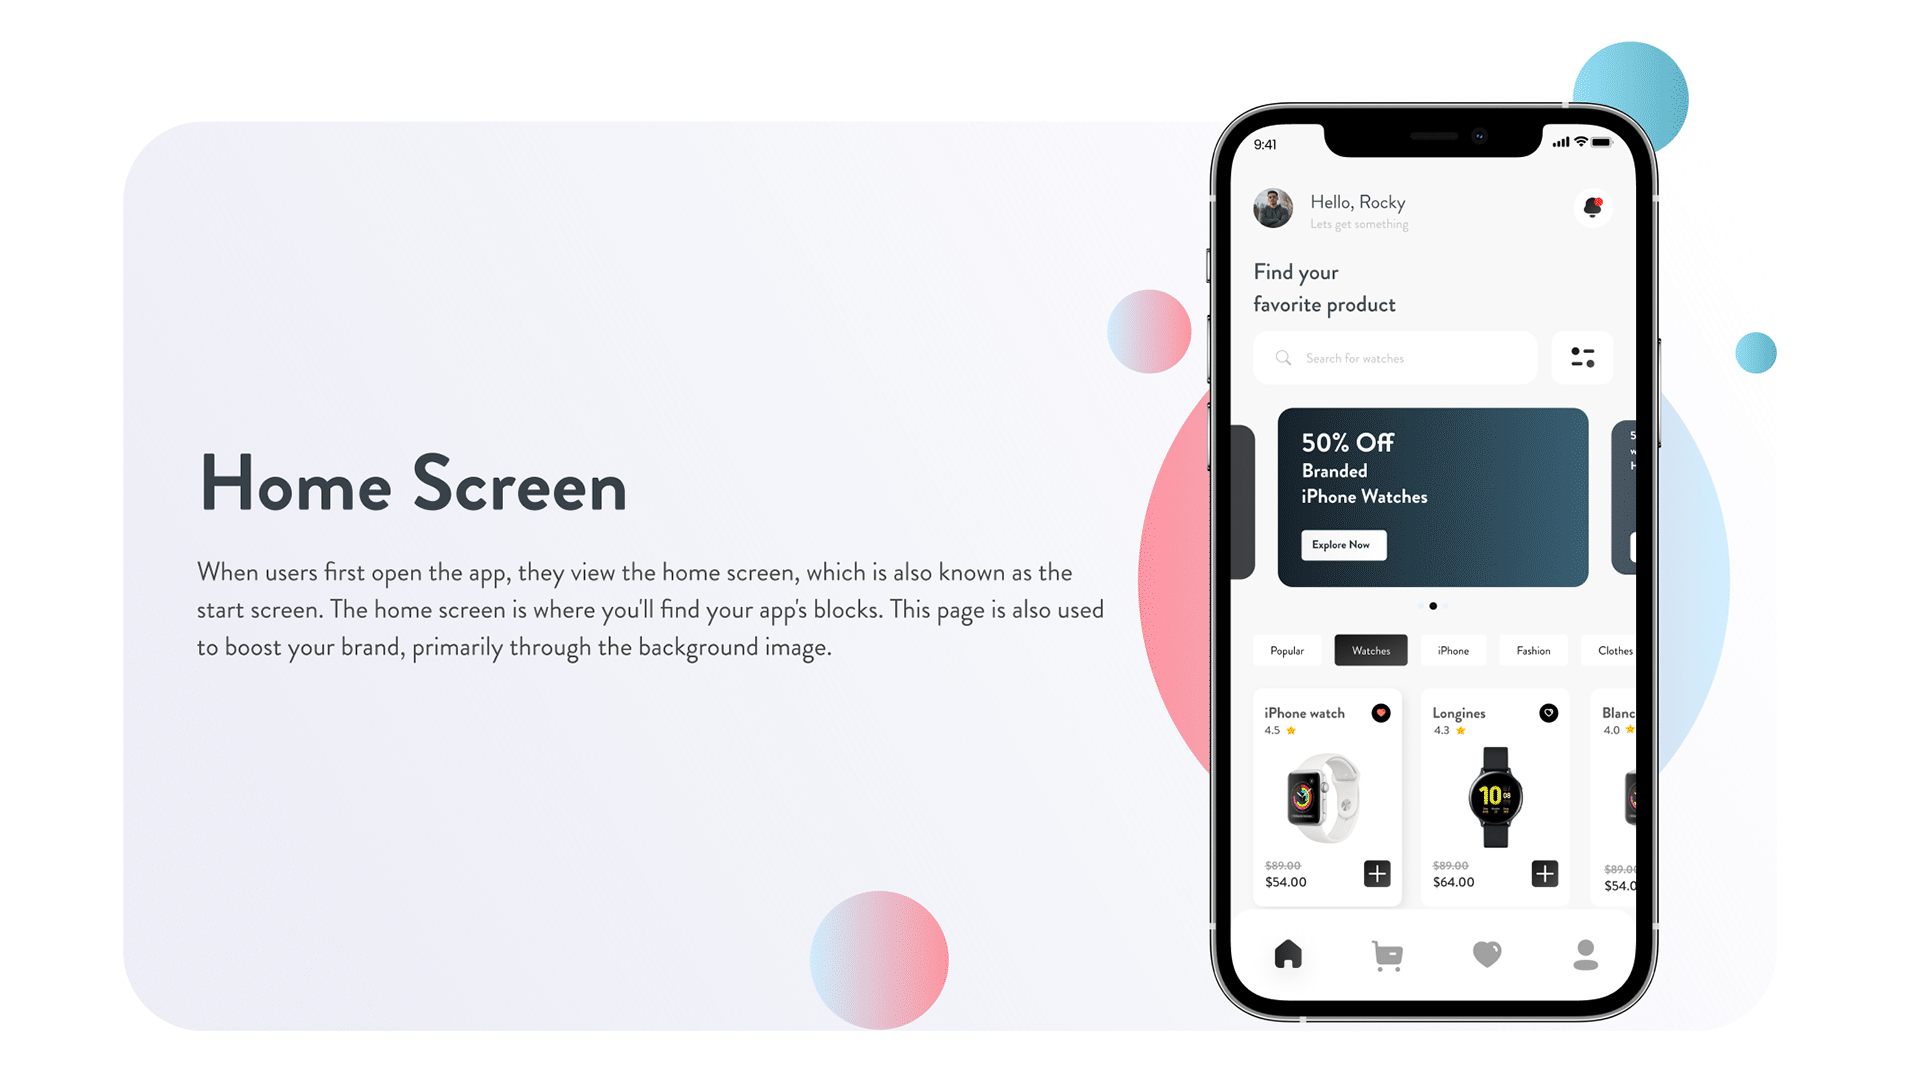 Home Screen
When users first open the app, they view the home screen, which is also known as the
start screen. The home screen is where you'll find your app's blocks. This page is also used
to boost your brand, primarily through the background image.
9:41
Hello, Rocky
Lets get something
Find your
favorite product
Search for watches
50% Off
Branded
iPhone Watches
Explore Now
Popular Watches iPhone Fashion Clothes
iPhone watch
4.5
$89.00
$54.00
Longines
4.3
10 08
$89.00
$64.00
Blanc
4.0
$89.0
$54.0